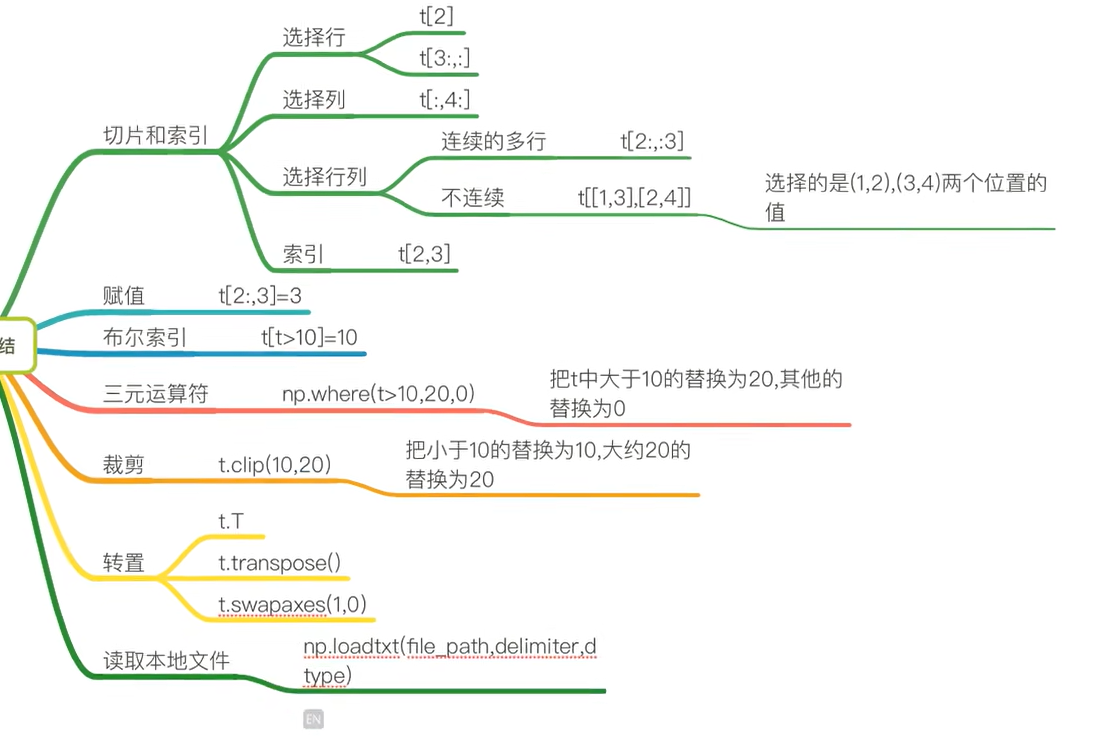 t[2]
选择行
t[3:,:]
选择列
t[:,4:]
切片和索引
连续的多行
t[2:,:3]
选择行列
不连续
t[[1,3],[2,4]]
选择的是(1,2),(3,4)两个位置的
值
索引
t[2,3]
赋值
t[2:,3]=3
结
布尔索引
t[t>10]=10
三元运算符
np.where(t>10,20,0)
把t中大于10的替换为20,其他的
替换为0
裁剪
t.clip(10,20)
把小于10的替换为10,大约20的
替换为20
t.T
转置
t.transpose()
t.swapaxes(1,0)
读取本地文件
np.loadtxt(file_path,delimiter,d
type)
EN